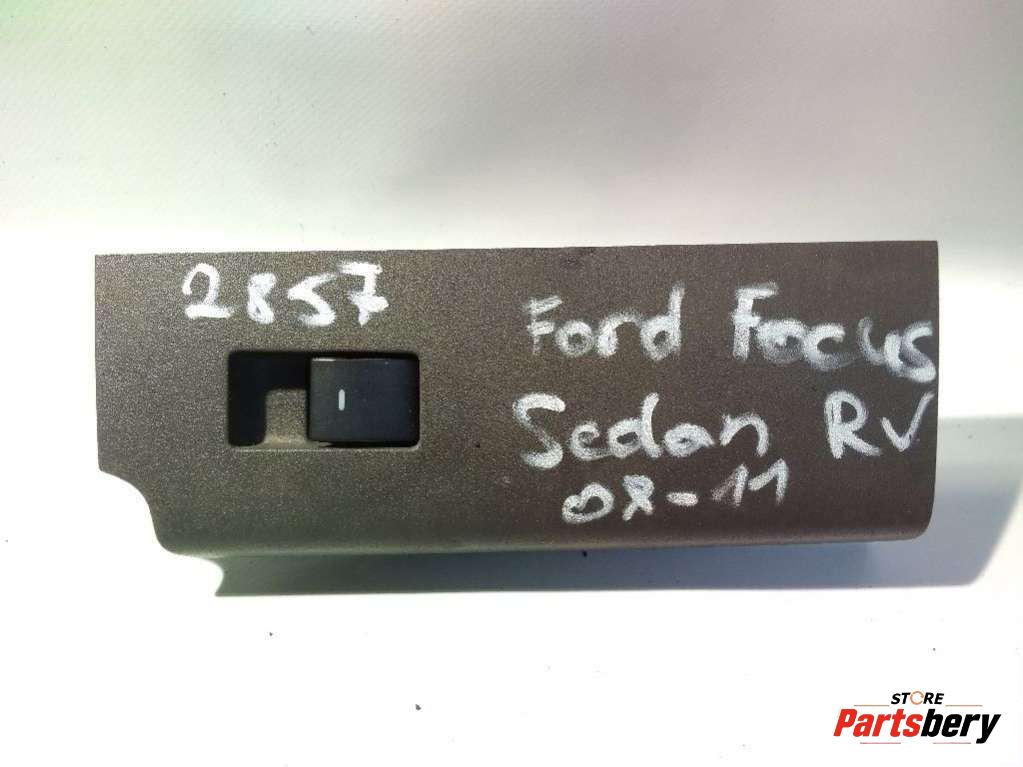 2857
Ford Focus
Sedan RV
08-11
STORE
Partsbery